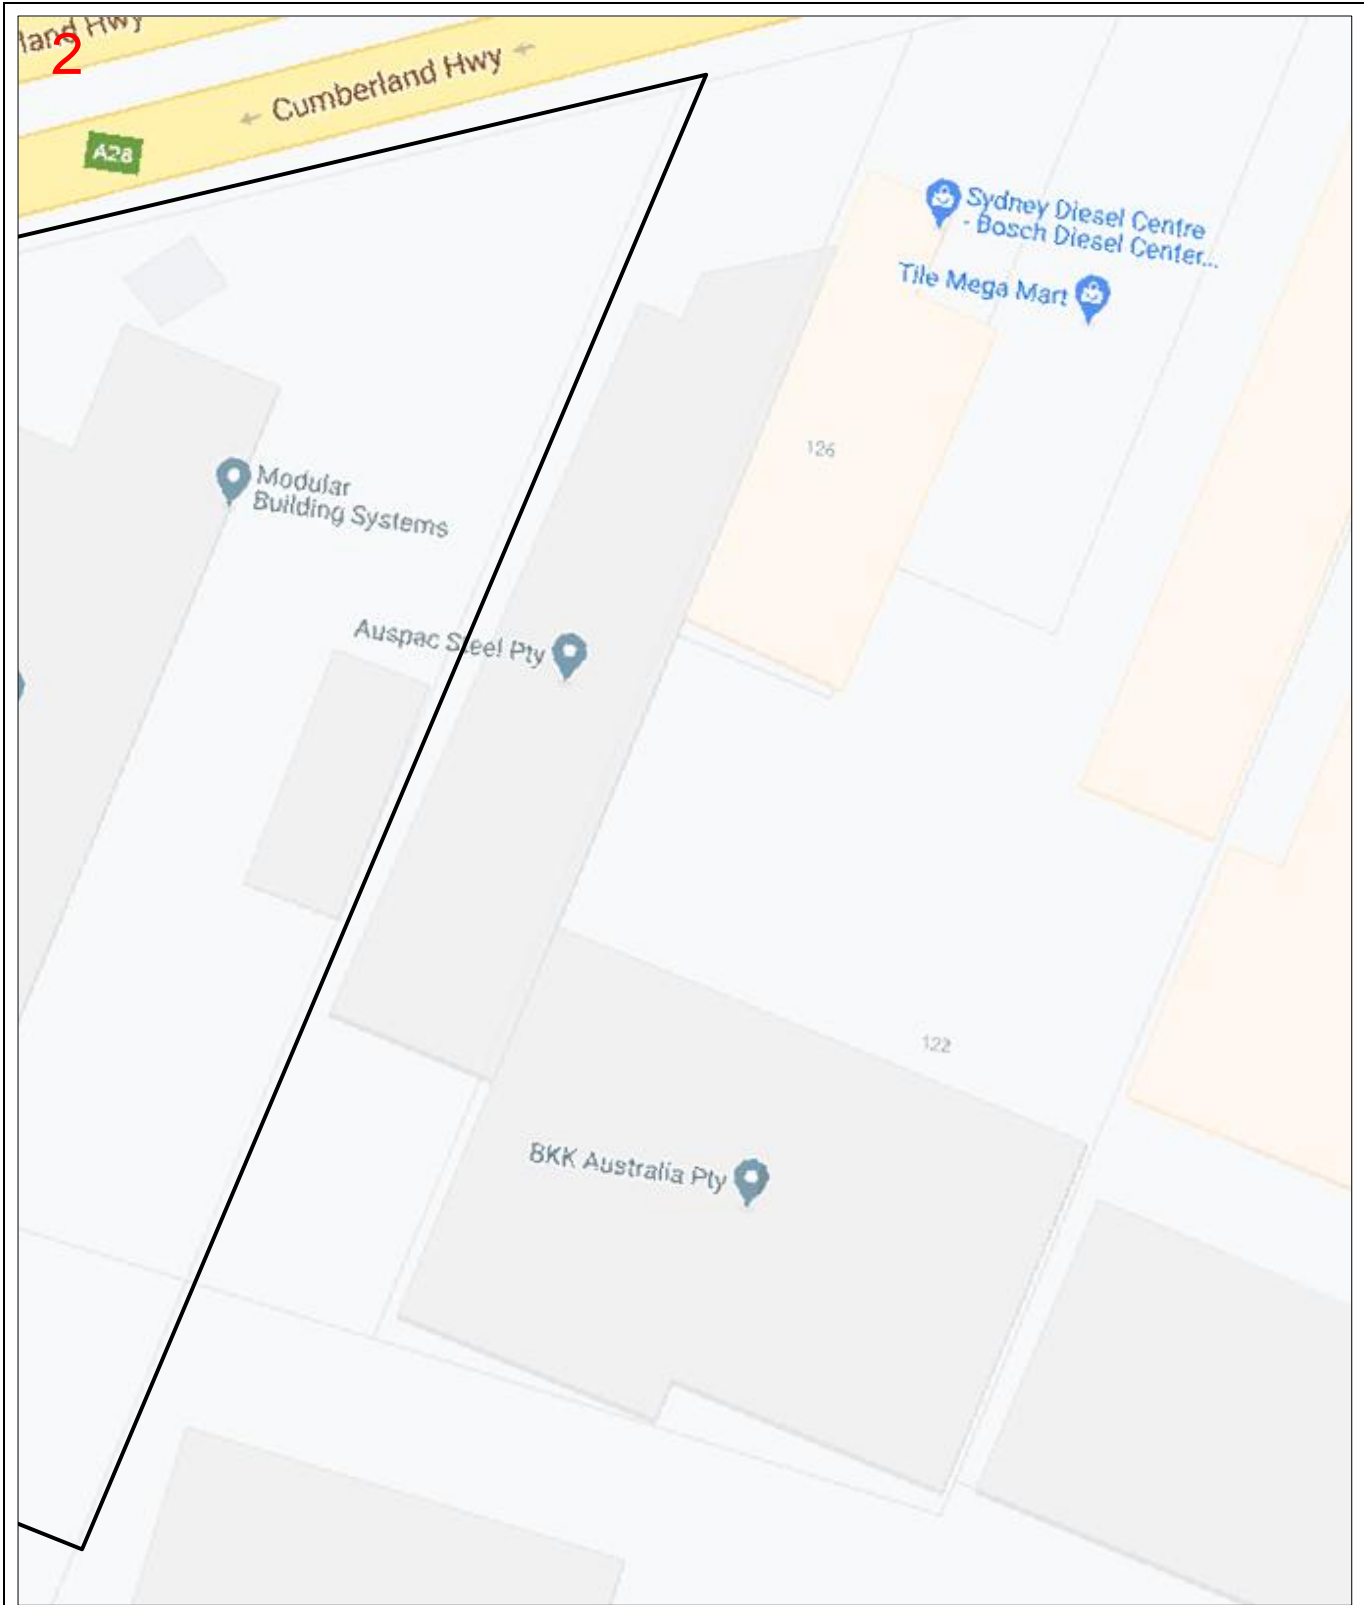 land Hwy
2
Cumberland Hwy
A28
Sydney Diesel Centre
- Bosch Diesel Center...
Tile Mega Mart
126
Modular
Building Systems
Auspac Steel Pty
122
BKK Australia Pty